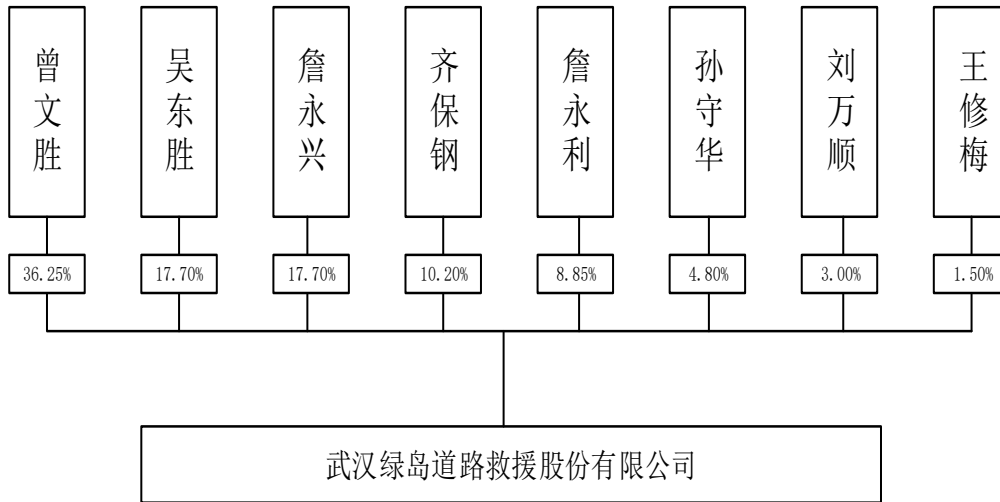 曾文胜
吴东胜
詹永兴
齐保钢
詹永利
孙守华
刘万顺
王修梅
36.25%
17.70%
17.70%
10.20%
8.85%
4.80%
3.00%
1.50%
武汉绿岛道路救援股份有限公司